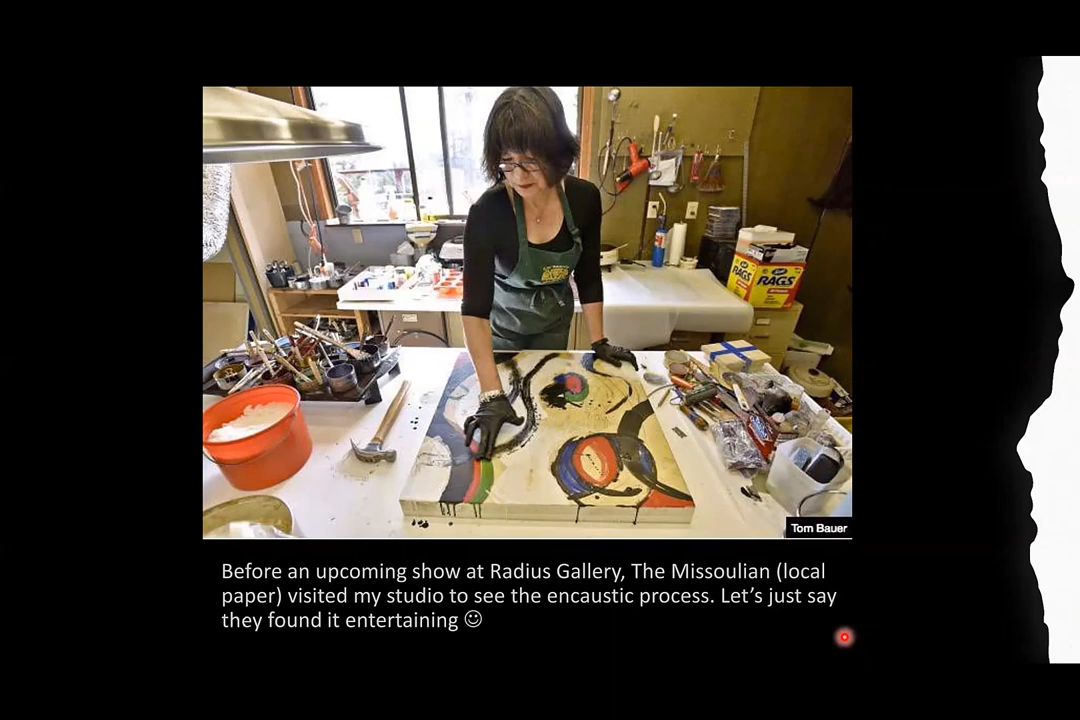 RAGS
RAGS
Tom Bauer
Before an upcoming show at Radius Gallery, The Missoulian (local
paper) visited my studio to see the encaustic process. Let’s just say
they found it entertaining ☺